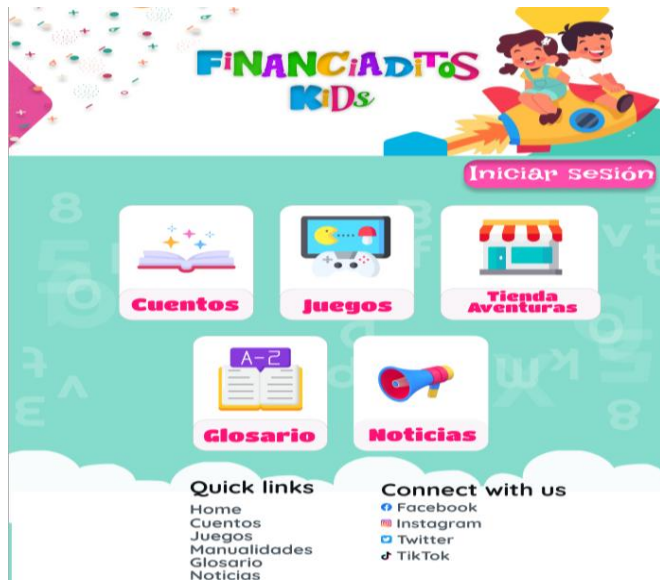 FiNANCiADiToS
KiDs
Iniciar sesión
Cuentos
Juegos
Tienda
Aventuras
A-Z
Glosario
Noticias
Quick links
Home
Cuentos
Juegos
Manualidades
Glosario
Noticias
Connect with us
Facebook
Instagram
Twitter
TikTok